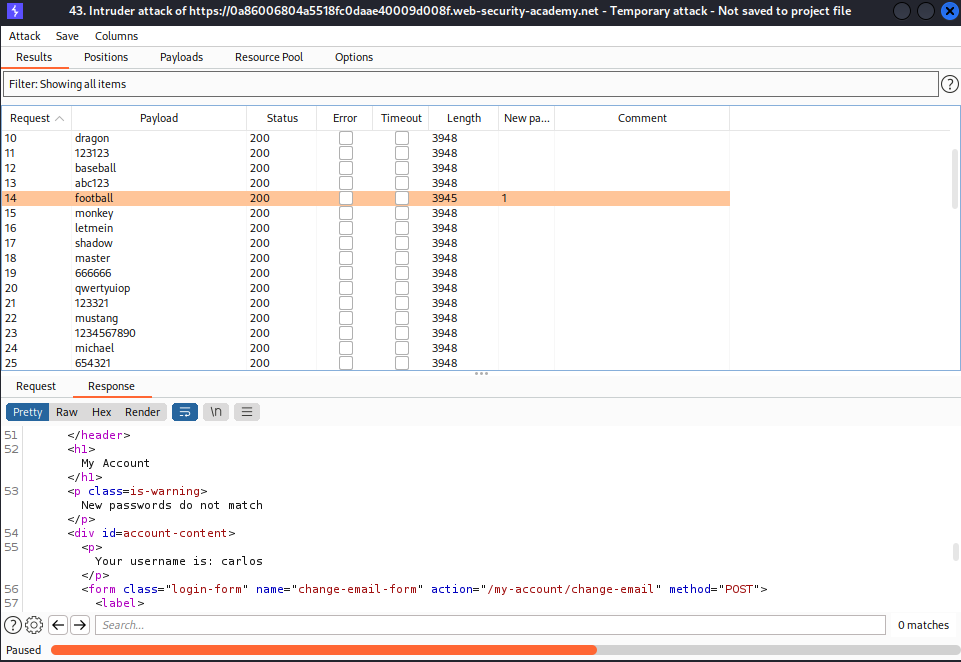 43. Intruder attack of https://0a86006804a5518fc0daae40009d008f.web-security-academy.net - Temporary attack - Not saved to project file
Attack Save Columns
Results Positions Payloads Resource Pool Options
Filter: Showing all items ?
Request Payload Status Error Timeout Length New pa... Comment
10 dragon 200 3948
11 123123 200 3948
12 baseball 200 3948
13 abc123 200 3948
14 football 200 3945 1
15 monkey 200 3948
16 letmein 200 3948
17 shadow 200 3948
18 master 200 3948
19 666666 200 3948
20 qwertyuiop 200 3948
21 123321 200 3948
22 mustang 200 3948
23 1234567890 200 3948
24 michael 200 3948
25 654321 200 3948
Request Response
Pretty Raw Hex Render \n
51 </header>
52 <h1>
My Account
</h1>
53 <p class=is-warning>
New passwords do not match
</p>
54 <div id=account-content>
55 <p>
Your username is: carlos
</p>
56 <form class="login-form" name="change-email-form" action="/my-account/change-email" method="POST">
57 <label>
? Search... 0 matches
Paused